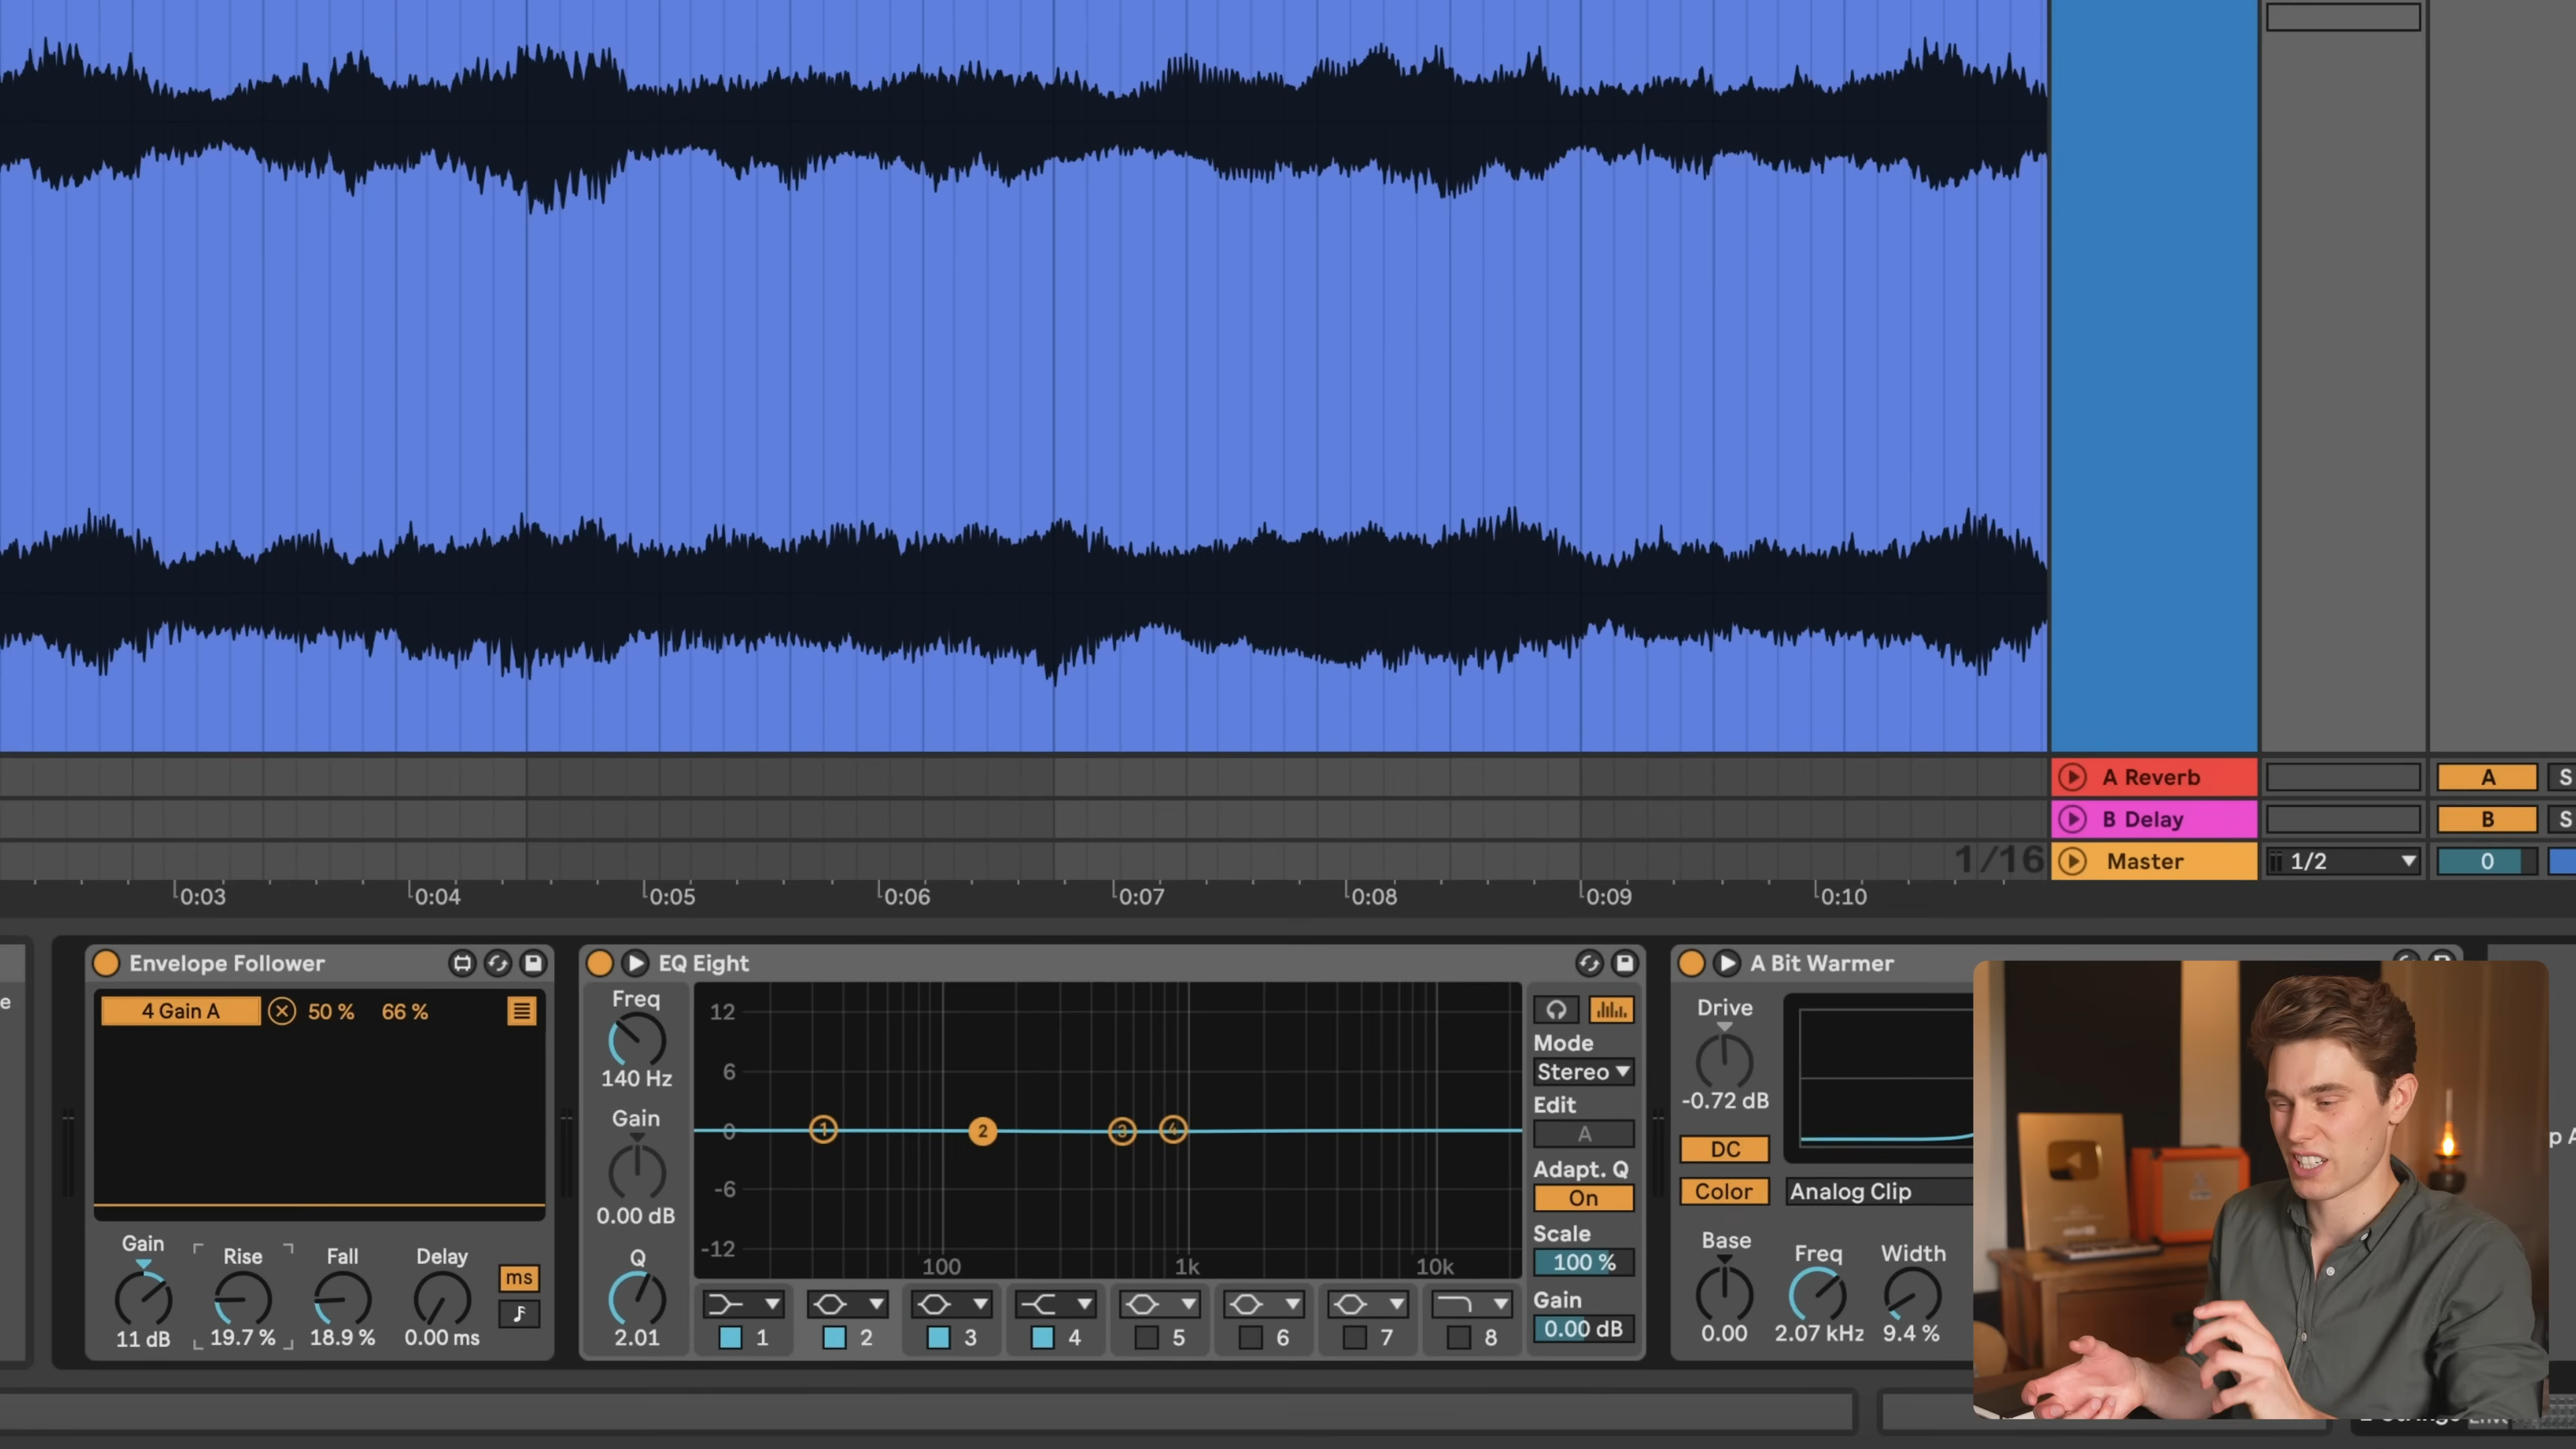 A Reverb
A
S
B Delay
B
S
1/16
Master
1/2
0
0:03
0:04
0:05
0:06
0:07
0:08
0:09
0:10
e
Envelope Follower
4 Gain A
50 %
66 %
Gain
11 dB
Rise
19.7 %
Fall
18.9 %
Delay
0.00 ms
ms
EQ Eight
Freq
140 Hz
Gain
0.00 dB
Q
2.01
12
6
0
-6
-12
1
2
3
4
100
1k
10k
1
2
3
4
5
6
7
8
Mode
Stereo
Edit
A
Adapt. Q
On
Scale
100 %
Gain
0.00 dB
A Bit Warmer
Drive
-0.72 dB
DC
Color
Analog Clip
Base
0.00
Freq
2.07 kHz
Width
9.4 %
p A